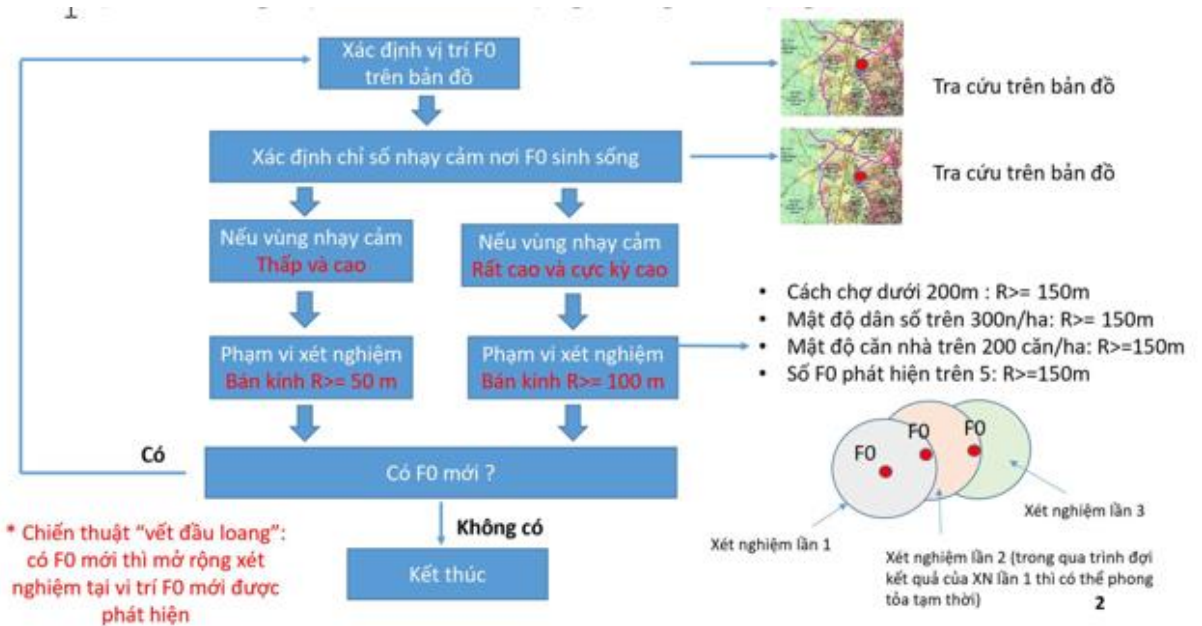 Xác định vị trí F0
trên bản đồ
Tra cứu trên bản đồ
Xác định chỉ số nhạy cảm nơi F0 sinh sống
Tra cứu trên bản đồ
Nếu vùng nhạy cảm
Thấp và cao
Nếu vùng nhạy cảm
Rất cao và cực kỳ cao
• Cách chợ dưới 200m : R>= 150m
• Mật độ dân số trên 300n/ha: R>= 150m
• Mật độ căn nhà trên 200 căn/ha: R>=150m
• Số F0 phát hiện trên 5: R>=150m
Phạm vi xét nghiệm
Bán kính R>= 50 m
Phạm vi xét nghiệm
Bán kính R>= 100 m
Có
Có F0 mới ?
F0
F0
F0
Không có
Kết thúc
* Chiến thuật “vết đầu loang”:
có F0 mới thì mở rộng xét
nghiệm tại vi trí F0 mới được
phát hiện
Xét nghiệm lần 1
Xét nghiệm lần 3
Xét nghiệm lần 2 (trong qua trình đợi
kết quả của XN lần 1 thì có thể phong
tỏa tạm thời)
2